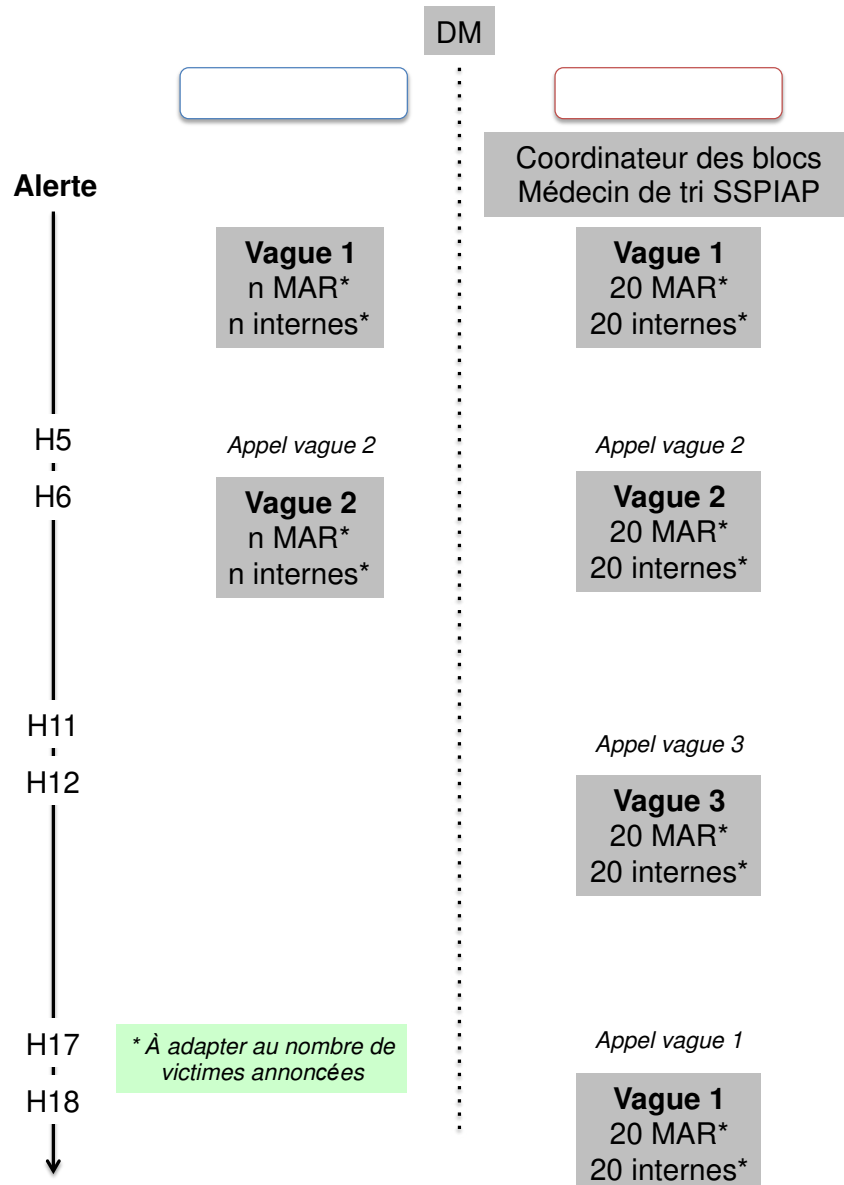 DM
Coordinateur des blocs
Médecin de tri SSPIAP
Alerte
Vague 1
n MAR*
n internes*
Vague 1
20 MAR*
20 internes*
H5
Appel vague 2
Appel vague 2
H6
Vague 2
n MAR*
n internes*
Vague 2
20 MAR*
20 internes*
H11
Appel vague 3
H12
Vague 3
20 MAR*
20 internes*
H17
* À adapter au nombre de
victimes annoncées
Appel vague 1
H18
Vague 1
20 MAR*
20 internes*